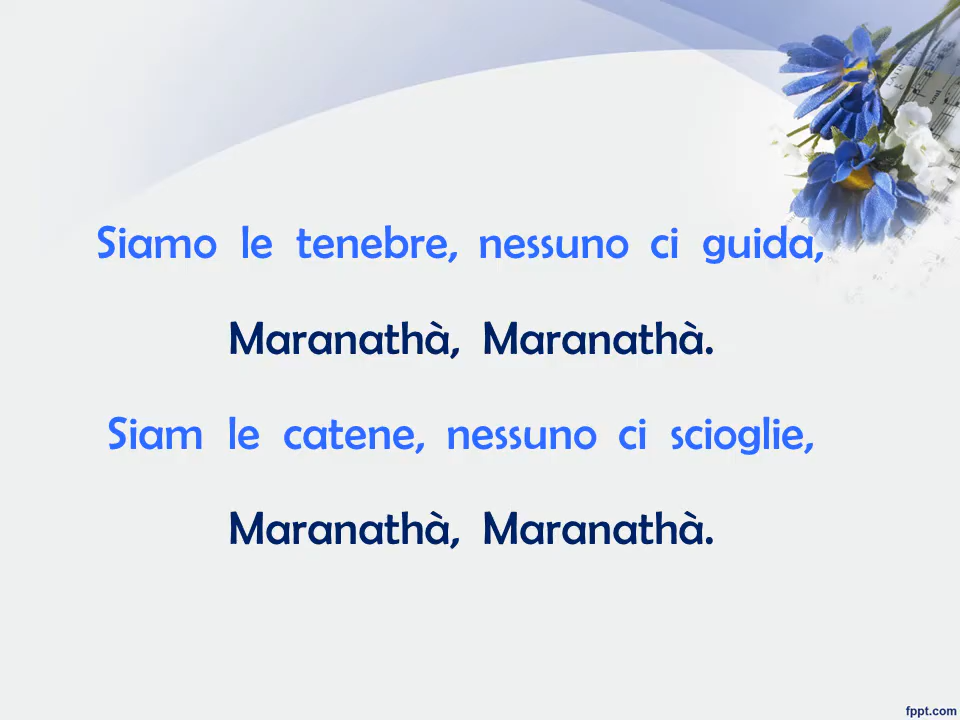 Siamo le tenebre, nessuno ci guida,
Maranathà, Maranathà.
Siam le catene, nessuno ci scioglie,
Maranathà, Maranathà.
fppt.com